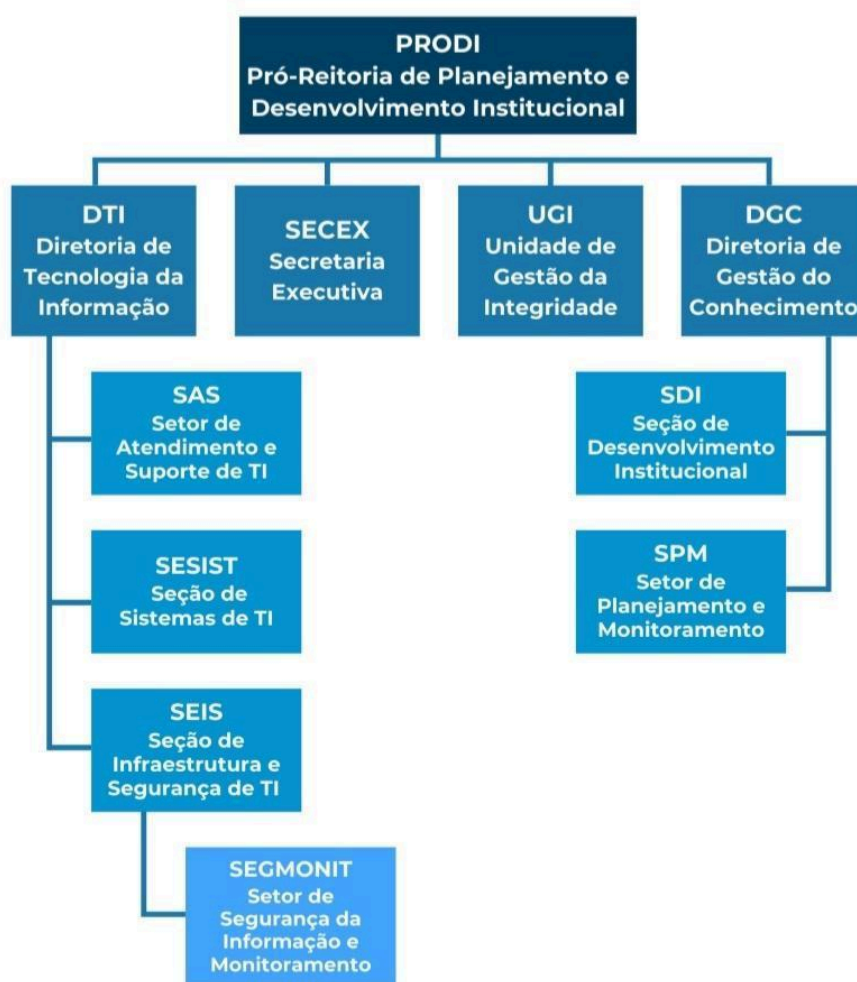 PRODI
Pró-Reitoria de Planejamento e
Desenvolvimento Institucional
DTI
Diretoria de
Tecnologia da
Informação
SECEX
Secretaria
Executiva
UGI
Unidade de
Gestão da
Integridade
DGC
Diretoria de
Gestão do
Conhecimento
SAS
Setor de
Atendimento e
Suporte de TI
SESIST
Seção de
Sistemas de TI
SEIS
Seção de
Infraestrutura e
Segurança de TI
SEGMONIT
Setor de
Segurança da
Informação e
Monitoramento
SDI
Seção de
Desenvolvimento
Institucional
SPM
Setor de
Planejamento e
Monitoramento